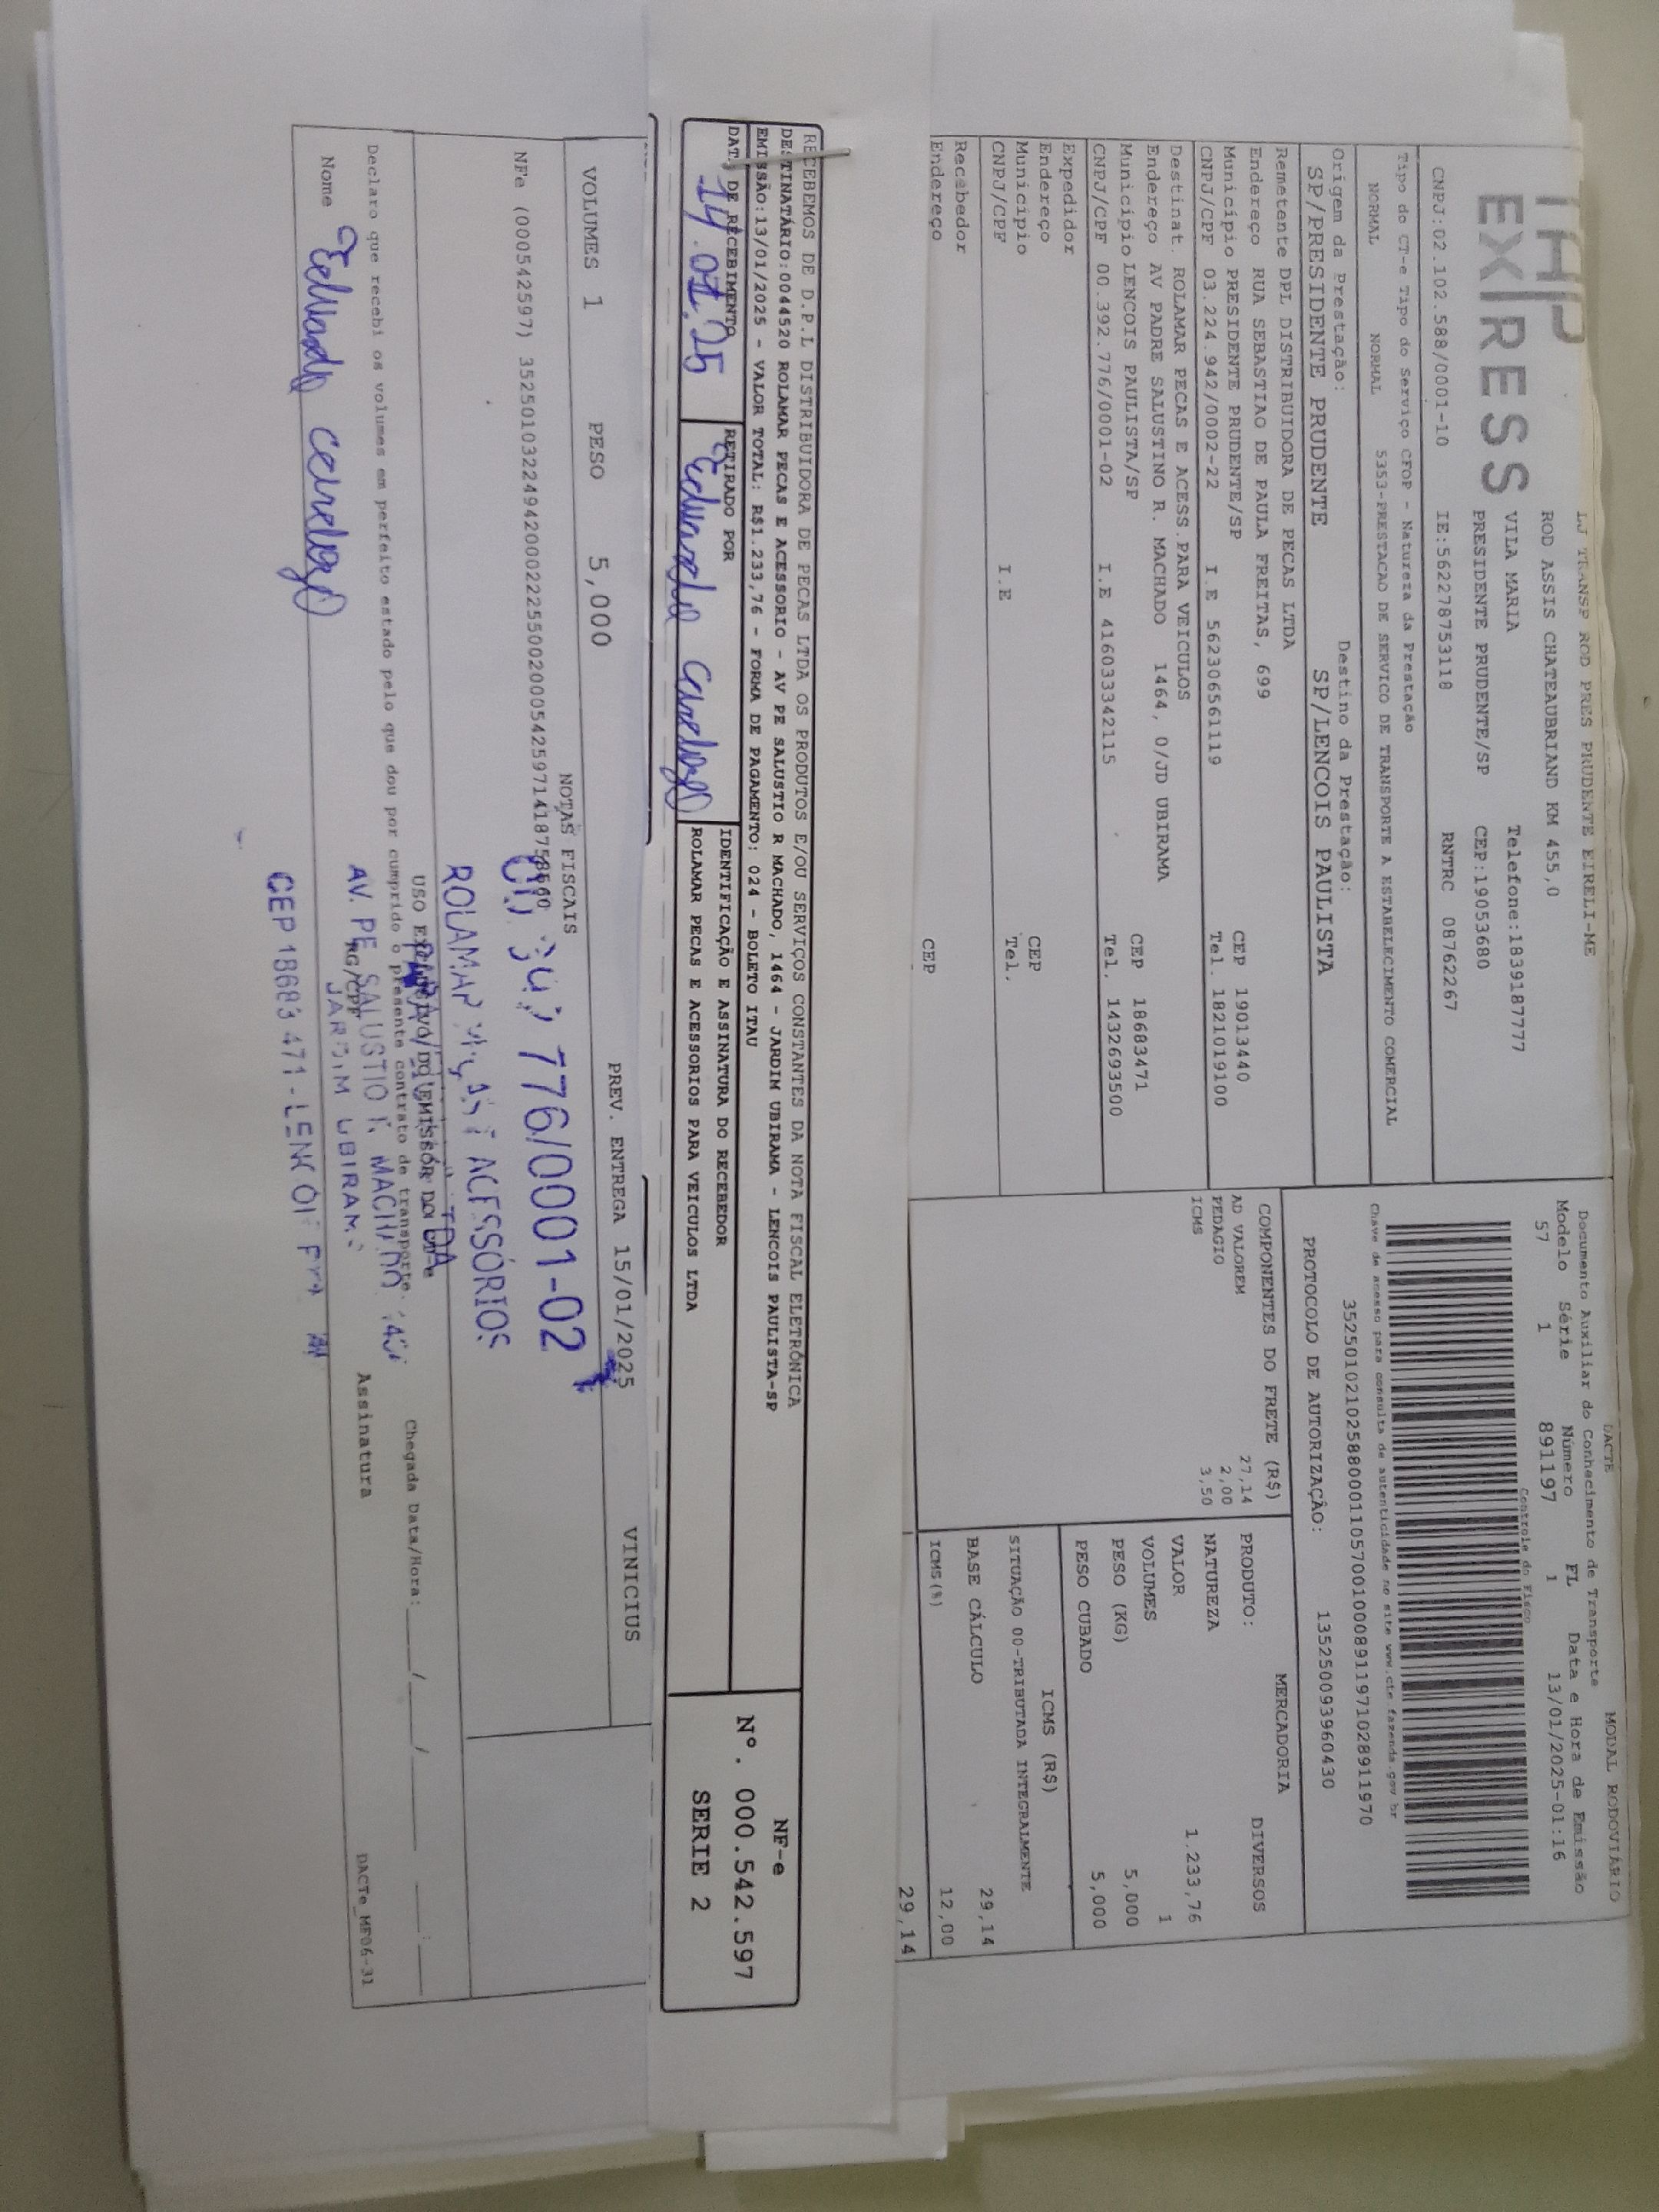 EXPRESS
LJ TRANSP ROD PRES PRUDENTE EIRELI-ME
ROD ASSIS CHATEAUBRIAND KM 455,0
VILA MARIA Telefone:1839187777
PRESIDENTE PRUDENTE/SP CEP:19053680
CNPJ:02.102.588/0001-10 IE:562278753118 RNTRC 08762267
Tipo do CT-e Tipo do Serviço CFOP - Natureza da Prestação
NORMAL NORMAL 5353-PRESTACAO DE SERVICO DE TRANSPORTE A ESTABELECIMENTO COMERCIAL
Origem da Prestação: Destino da Prestação:
SP/PRESIDENTE PRUDENTE SP/LENCOIS PAULISTA
Remetente DPL DISTRIBUIDORA DE PECAS LTDA
Endereço RUA SEBASTIAO DE PAULA FREITAS, 699
Município PRESIDENTE PRUDENTE/SP CEP 19013440
CNPJ/CPF 03.224.942/0002-22 I.E 562306561119 Tel. 1821019100
Destinat. ROLAMAR PECAS E ACESS.PARA VEICULOS
Endereço AV PADRE SALUSTINO R. MACHADO 1464, 0/JD UBIRAMA
Município LENCOIS PAULISTA/SP CEP 18683471
CNPJ/CPF 00.392.776/0001-02 I.E 416033342115 Tel. 1432693500
Expedidor
Endereço
Município CEP
CNPJ/CPF I.E Tel.
Recebedor
Endereço CEP
DACTE MODAL RODOVIÁRIO
Documento Auxiliar do Conhecimento de Transporte
Modelo Série Número FL Data e Hora de Emissão
57 1 891197 1 13/01/2025-01:16
Controle do Fisco
Chave de acesso para consulta de autenticidade no site www.cte.fazenda.gov.br
35250102102588000110570010008911971028911970
PROTOCOLO DE AUTORIZAÇÃO: 135250093960430
COMPONENTES DO FRETE (R$)
AD VALOREM 27,14
PEDAGIO 2,00
ICMS 3,50
MERCADORIA
PRODUTO: DIVERSOS
NATUREZA
VALOR 1.233,76
VOLUMES 1
PESO (KG) 5,000
PESO CUBADO 5,000
ICMS (R$)
SITUAÇÃO 00-TRIBUTADA INTEGRALMENTE
BASE CÁLCULO 29,14
ICMS(%) 12,00
29,14
RECEBEMOS DE D.P.L DISTRIBUIDORA DE PECAS LTDA OS PRODUTOS E/OU SERVIÇOS CONSTANTES DA NOTA FISCAL ELETRÔNICA
DESTINATÁRIO:0044520 ROLAMAR PECAS E ACESSORIO - AV PE SALUSTIO R MACHADO, 1464 - JARDIM UBIRAMA - LENCOIS PAULISTA-SP
EMISSÃO:13/01/2025 - VALOR TOTAL: R$1.233,76 - FORMA DE PAGAMENTO: 024 - BOLETO ITAU
DATA DE RECEBIMENTO RETIRADO POR IDENTIFICAÇÃO E ASSINATURA DO RECEBEDOR
14.01.25 Eduardo Cardozo ROLAMAR PECAS E ACESSORIOS PARA VEICULOS LTDA
NF-e
N°. 000.542.597
SERIE 2
VOLUMES 1 PESO 5,000 PREV. ENTREGA 15/01/2025 VINICIUS
NOTAS FISCAIS
NFe (000542597)
776/0001-02
ROLAMAR ACESSÓRIOS
LTDA
AV. PE. SALUSTIO R. MACHADO
JARDIM UBIRAMA
CEP 18683 471 -
Declaro que recebi os volumes em perfeito estado pelo que dou por cumprido o presente contrato de transporte. Chegada Data/Hora:____/____/____ ____:____
Nome Eduardo Cardozo RG/CPF Assinatura
DACTe_MF06-31